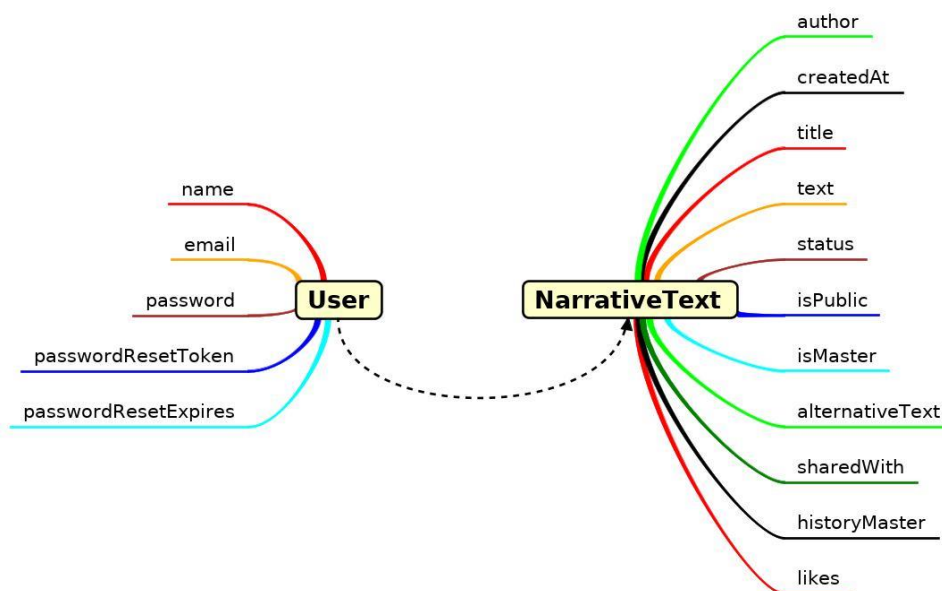 name
email
password
passwordResetToken
passwordResetExpires
User
NarrativeText
author
createdAt
title
text
status
isPublic
isMaster
alternativeText
sharedWith
historyMaster
likes